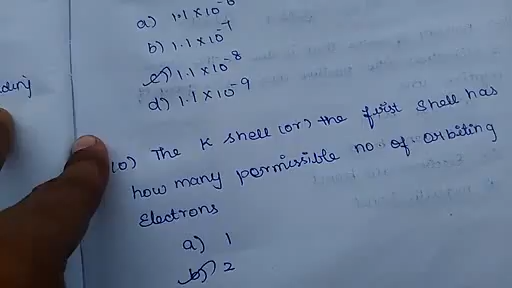 a) 1.1 × 10⁻⁶
b) 1.1 × 10⁻⁷
c) 1.1 × 10⁻⁸
d) 1.1 × 10⁻⁹
10) The K shell (or) the first shell has
how many permissible no. of orbiting
Electrons
a) 1
b) 2